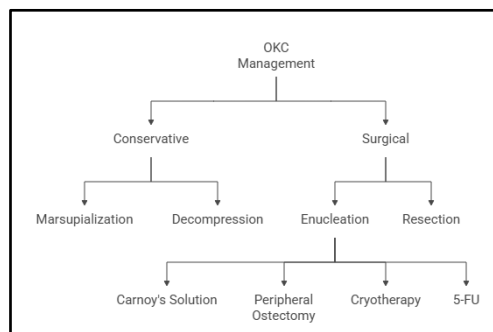 OKC
Management
Conservative
Surgical
Marsupialization
Decompression
Enucleation
Resection
Carnoy's Solution
Peripheral
Ostectomy
Cryotherapy
5-FU